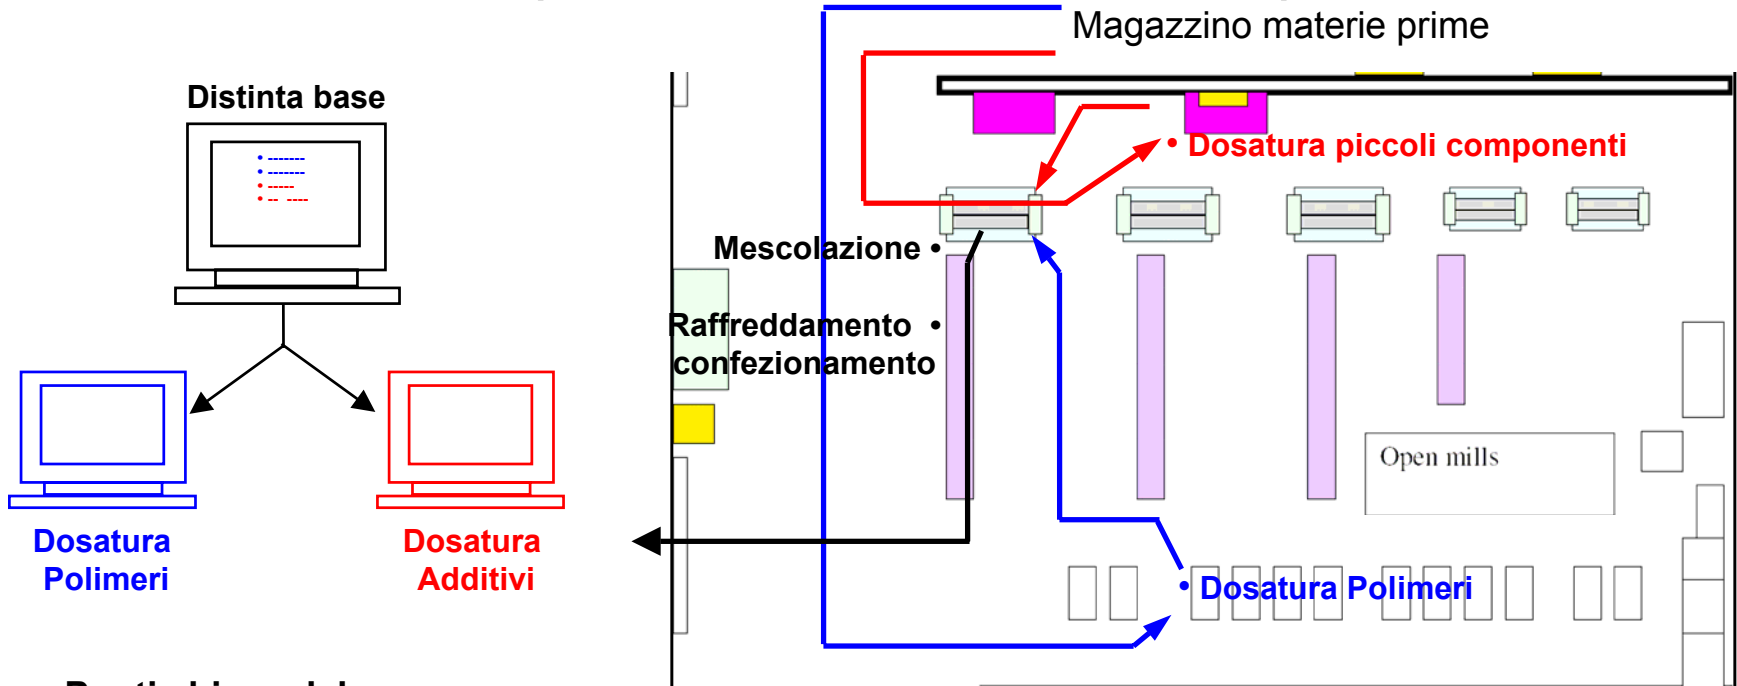 Magazzino materie prime
Distinta base
• -------
• -------
• -----
• -- ----
• Dosatura piccoli componenti
Mescolazione •
Raffreddamento •
confezionamento
Open mills
Dosatura
Polimeri
Dosatura
Additivi
• Dosatura Polimeri